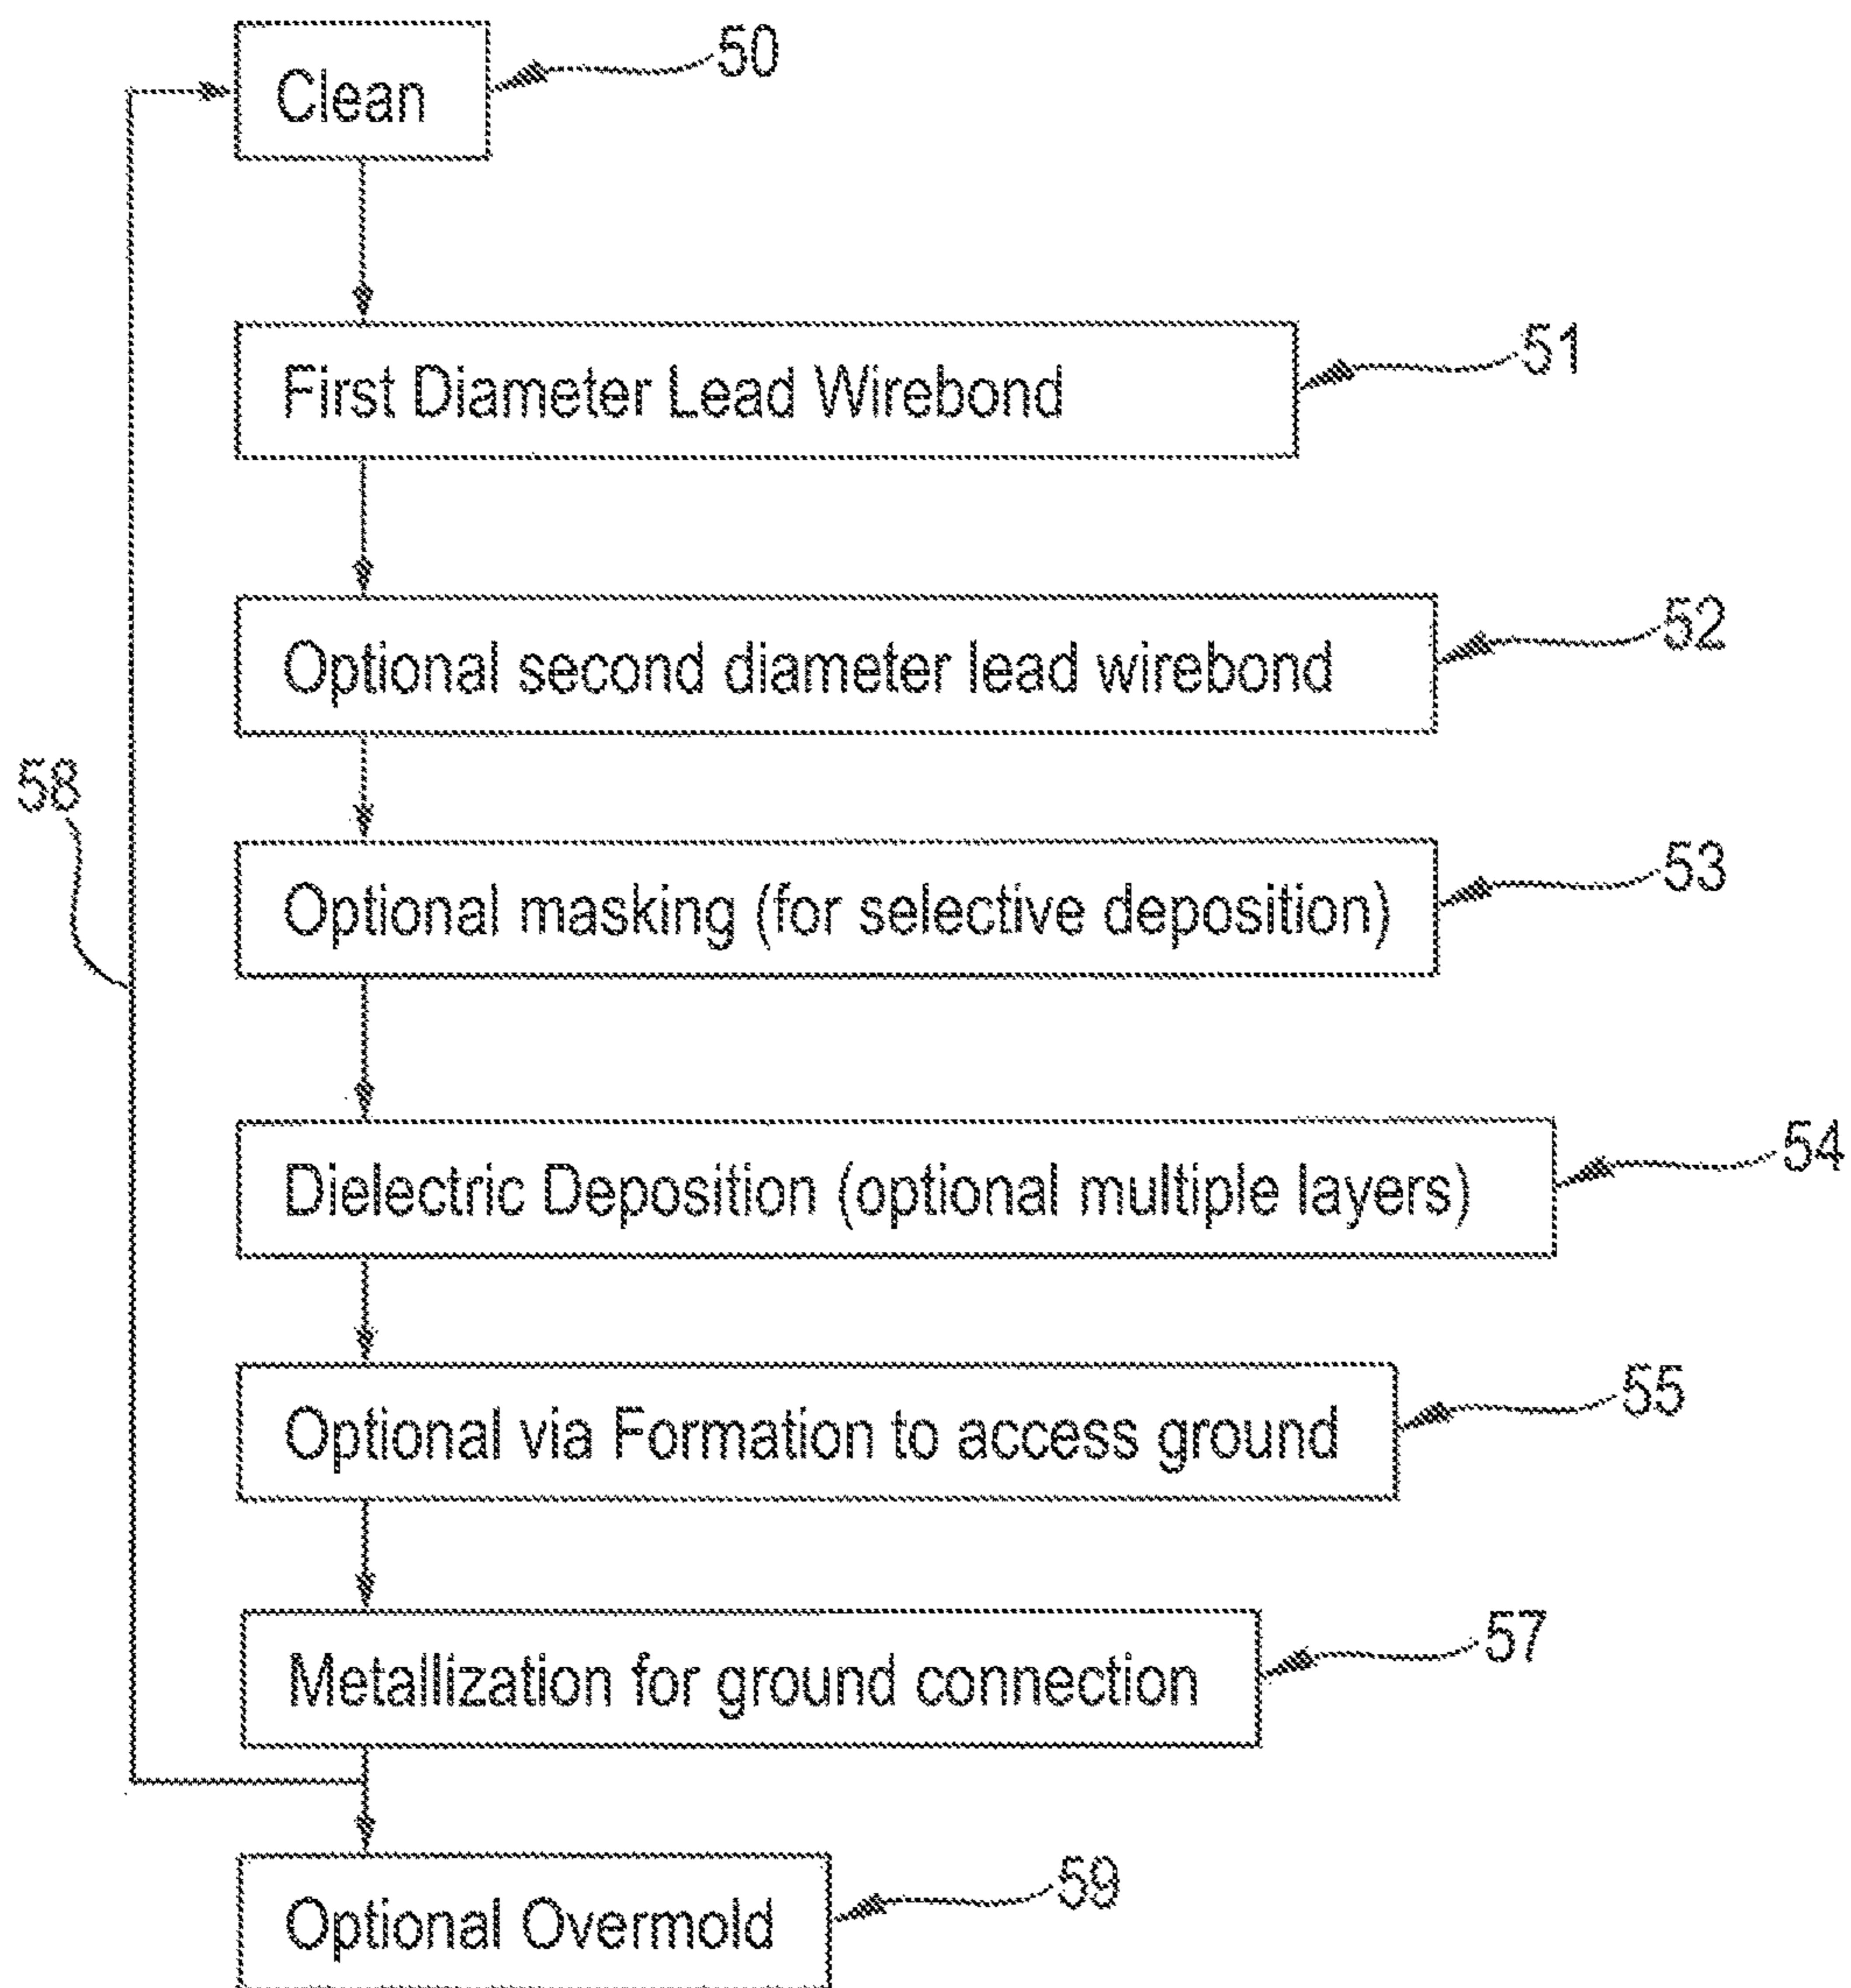 Clean
50
First Diameter Lead Wirebond
51
Optional second diameter lead wirebond
52
58
Optional masking (for selective deposition)
53
Dielectric Deposition (optional multiple layers)
54
Optional via Formation to access ground
55
Metallization for ground connection
57
Optional Overmold
59